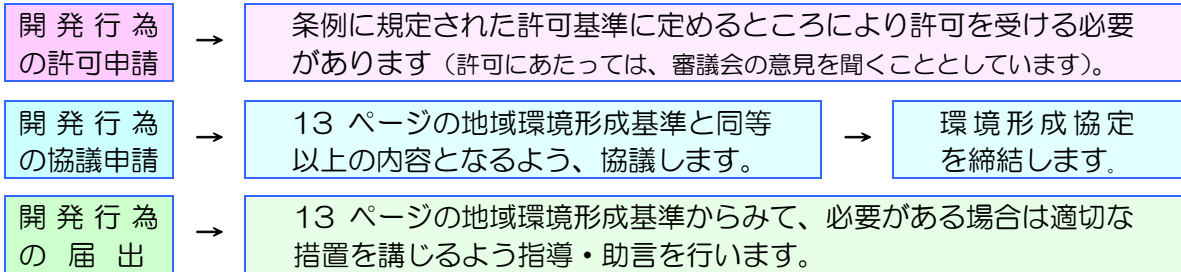 開発行為
の許可申請
→
条例に規定された許可基準に定めるところにより許可を受ける必要
があります（許可にあたっては、審議会の意見を聞くこととしています）。
開発行為
の協議申請
→
13 ページの地域環境形成基準と同等
以上の内容となるよう、協議します。
→
環境形成協定
を締結します。
開発行為
の届出
→
13 ページの地域環境形成基準からみて、必要がある場合は適切な
措置を講じるよう指導・助言を行います。